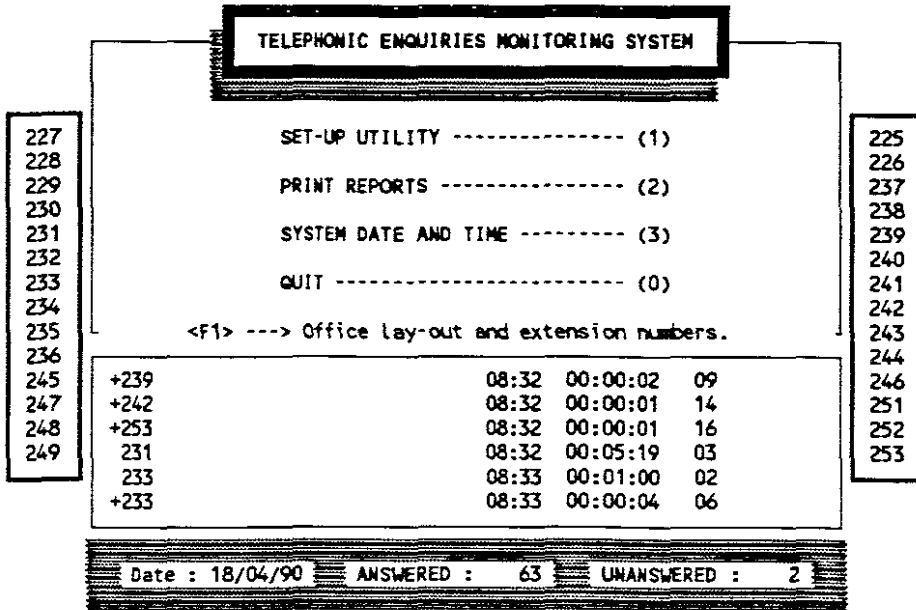 TELEPHONIC ENQUIRIES MONITORING SYSTEM
SET-UP UTILITY --------------- (1)
PRINT REPORTS ---------------- (2)
SYSTEM DATE AND TIME --------- (3)
QUIT ------------------------- (0)
<F1> ---> Office lay-out and extension numbers.
227
228
229
230
231
232
233
234
235
236
245
247
248
249
225
226
237
238
239
240
241
242
243
244
246
251
252
253
+239 08:32 00:00:02 09
+242 08:32 00:00:01 14
+253 08:32 00:00:01 16
231 08:32 00:05:19 03
233 08:33 00:01:00 02
+233 08:33 00:00:04 06
Date : 18/04/90 ANSWERED : 63 UNANSWERED : 2